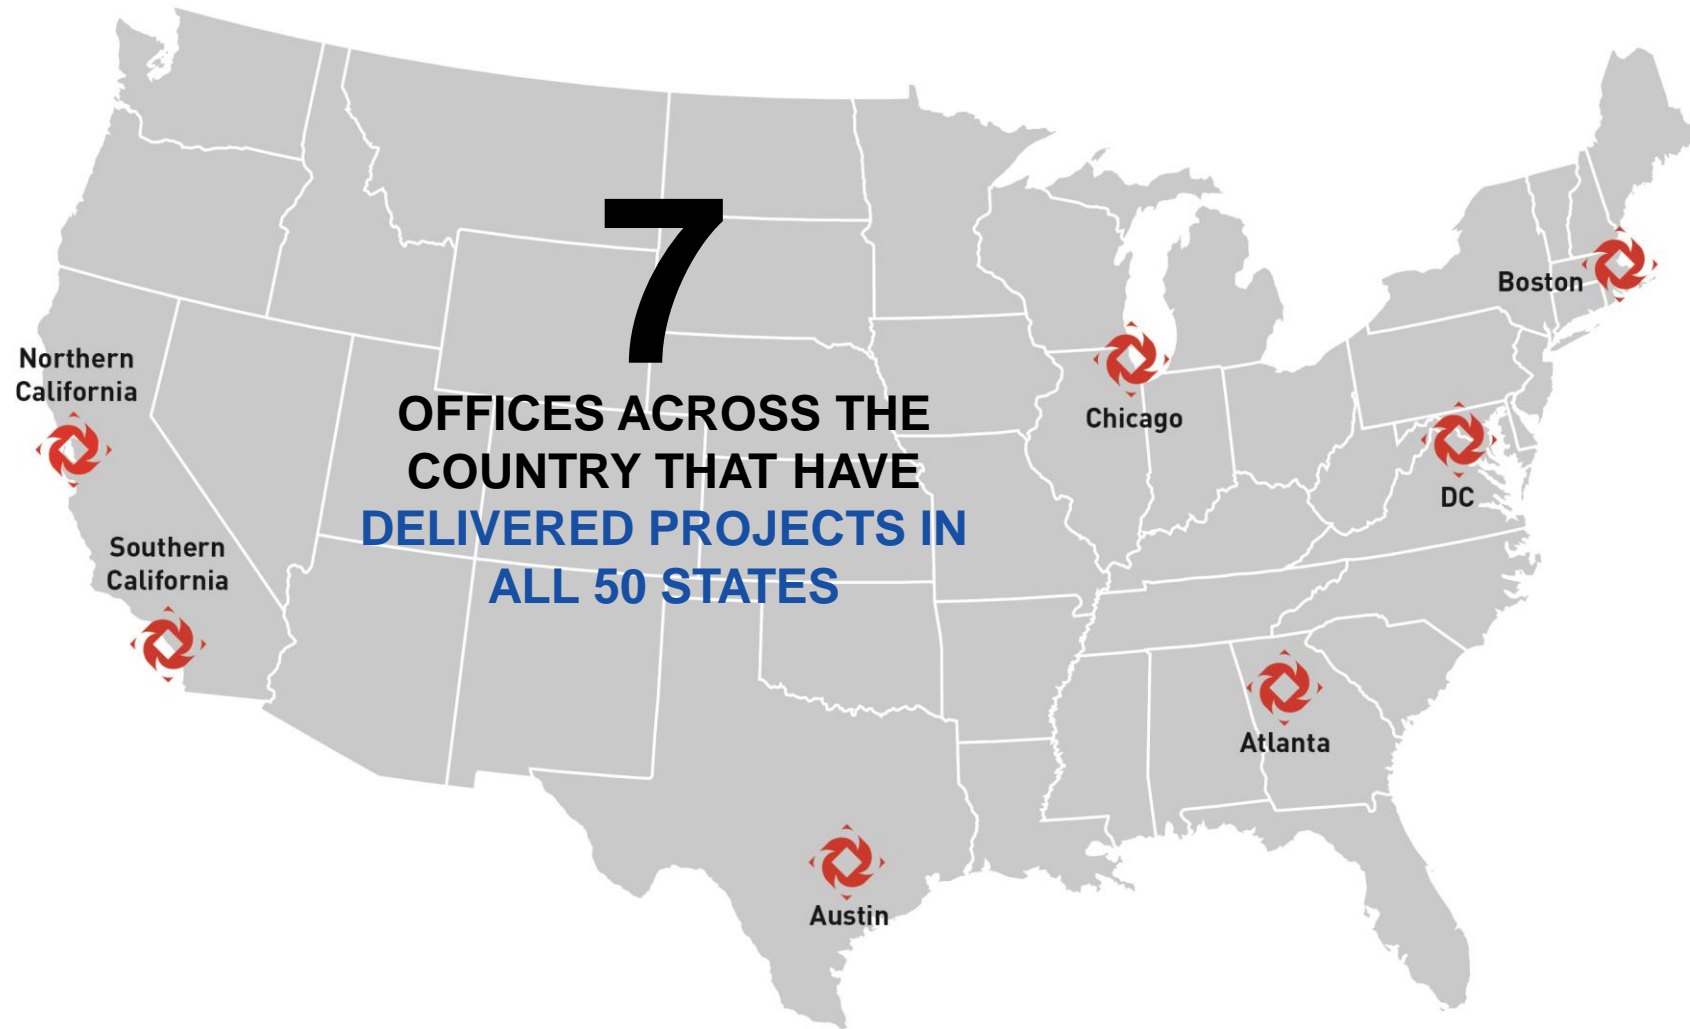 7
OFFICES ACROSS THE
COUNTRY THAT HAVE
DELIVERED PROJECTS IN
ALL 50 STATES
Northern
California
Southern
California
Boston
Chicago
DC
Atlanta
Austin